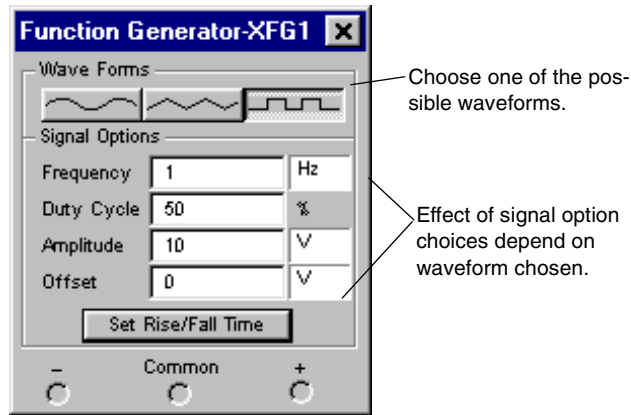 Function Generator-XFG1
Wave Forms
Choose one of the pos-
sible waveforms.
Signal Options
Frequency 1 Hz
Duty Cycle 50 %
Amplitude 10 V
Offset 0 V
Effect of signal option
choices depend on
waveform chosen.
Set Rise/Fall Time
- Common +